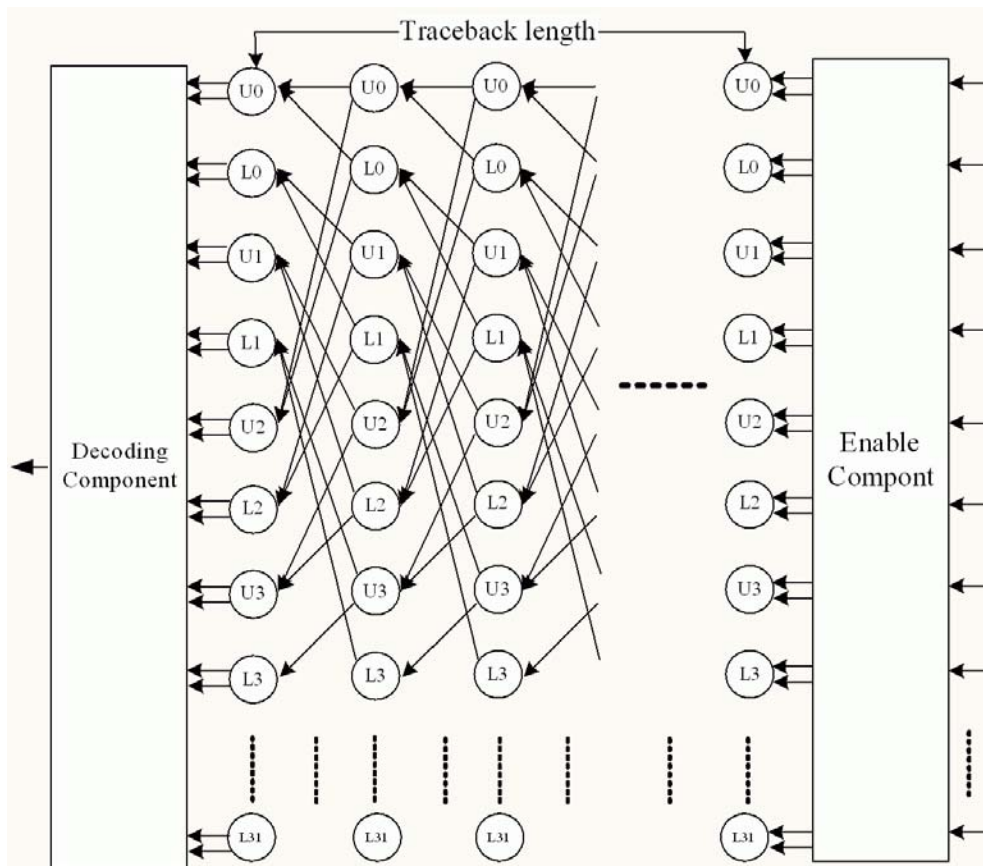 Traceback length
U0 U0 U0 U0
L0 L0 L0 L0
U1 U1 U1 U1
L1 L1 L1 L1
U2 U2 U2 U2
Decoding
Component
Enable
Compont
L2 L2 L2 L2
U3 U3 U3 U3
L3 L3 L3 L3
L31 L31 L31 L31